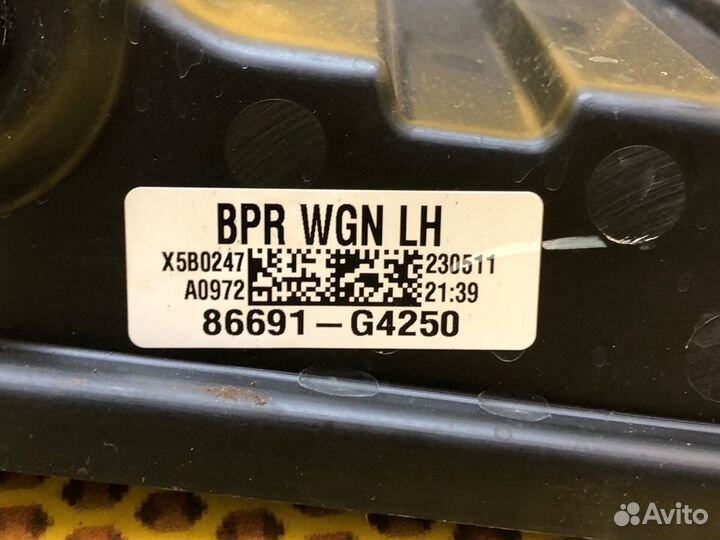 BPR WGN LH
X5B0247 230511
A0972 21:39
86691-G4250
Avito